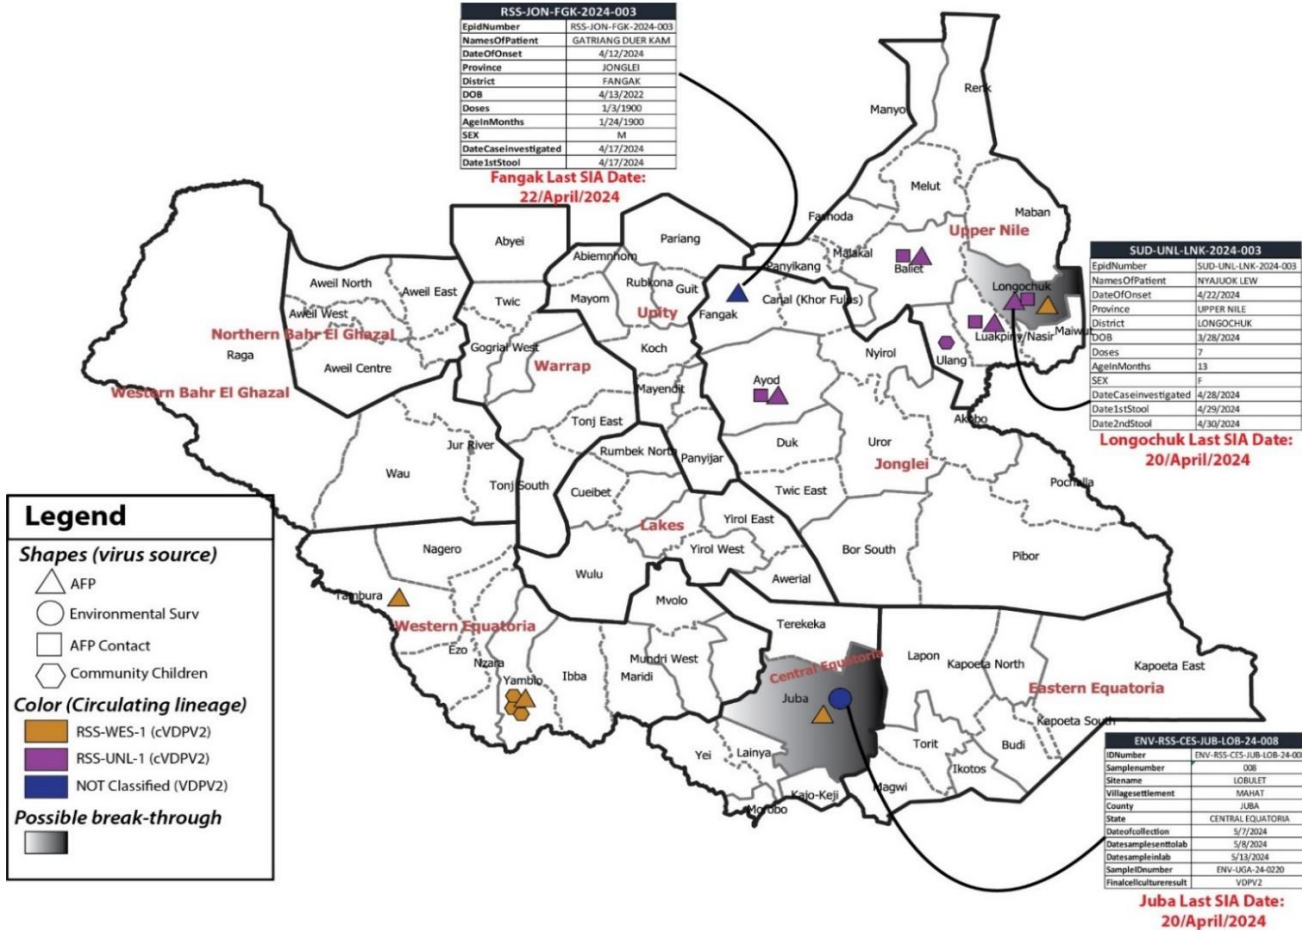 RSS-JON-FGK-2024-003
EpidNumber RSS-JON-FGK-2024-003
NamesOfPatient GATRIANG DUER KAM
DateOfOnset 4/12/2024
Province JONGLEI
District FANGAK
DOB 4/13/2022
Doses 1/3/1900
AgeInMonths 1/24/1900
SEX M
DateCaseinvestigated 4/17/2024
Date1stStool 4/17/2024
Fangak Last SIA Date:
22/April/2024
Renk
Manyo
Melut
Maban
Fashoda
Upper Nile
Malakal
Baliet
Panyikang
Longochuk
Maiwut
Luakpiny/Nasir
Ulang
Canal (Khor Fulus)
Fangak
Nyirol
Ayod
Akobo
Duk
Uror
Jonglei
Twic East
Pochalla
Bor South
Pibor
SUD-UNL-LNK-2024-003
EpidNumber SUD-UNL-LNK-2024-003
NamesOfPatient NYAJUOK LEW
DateOfOnset 4/22/2024
Province UPPER NILE
District LONGOCHUK
DOB 3/28/2024
Doses 7
AgeInMonths 13
SEX F
DateCaseinvestigated 4/28/2024
Date1stStool 4/29/2024
Date2ndStool 4/30/2024
Longochuk Last SIA Date:
20/April/2024
Abyei
Pariang
Abiemnhom
Rubkona
Guit
Mayom
Upity
Koch
Mayendit
Panyijar
Twic
Gogrial West
Warrap
Tonj East
Tonj South
Aweil North
Aweil East
Aweil West
Northern Bahr El Ghazal
Aweil Centre
Raga
Western Bahr El Ghazal
Jur River
Wau
Rumbek North
Cueibet
Lakes
Yirol East
Yirol West
Wulu
Awerial
Nagero
Tambura
Western Equatoria
Ezo
Nzara
Yambio
Ibba
Maridi
Mundri West
Mvolo
Terekeka
Central Equatoria
Juba
Yei
Lainya
Morobo
Kajo-Keji
Magwi
Lapon
Kapoeta North
Kapoeta East
Eastern Equatoria
Kapoeta South
Torit
Budi
Ikotos
Legend
Shapes (virus source)
AFP
Environmental Surv
AFP Contact
Community Children
Color (Circulating lineage)
RSS-WES-1 (cVDPV2)
RSS-UNL-1 (cVDPV2)
NOT Classified (VDPV2)
Possible break-through
ENV-RSS-CES-JUB-LOB-24-008
IDNumber ENV-RSS-CES-JUB-LOB-24-008
Samplenumber 008
Sitename LOBULET
Villagesettlement MAHAT
County JUBA
State CENTRAL EQUATORIA
Dateofcollection 5/7/2024
Datesamplesenttolab 5/8/2024
Datesampleinlab 5/13/2024
SampleIDnumber ENV-UGA-24-0220
Finalcellcultureresult VDPV2
Juba Last SIA Date:
20/April/2024